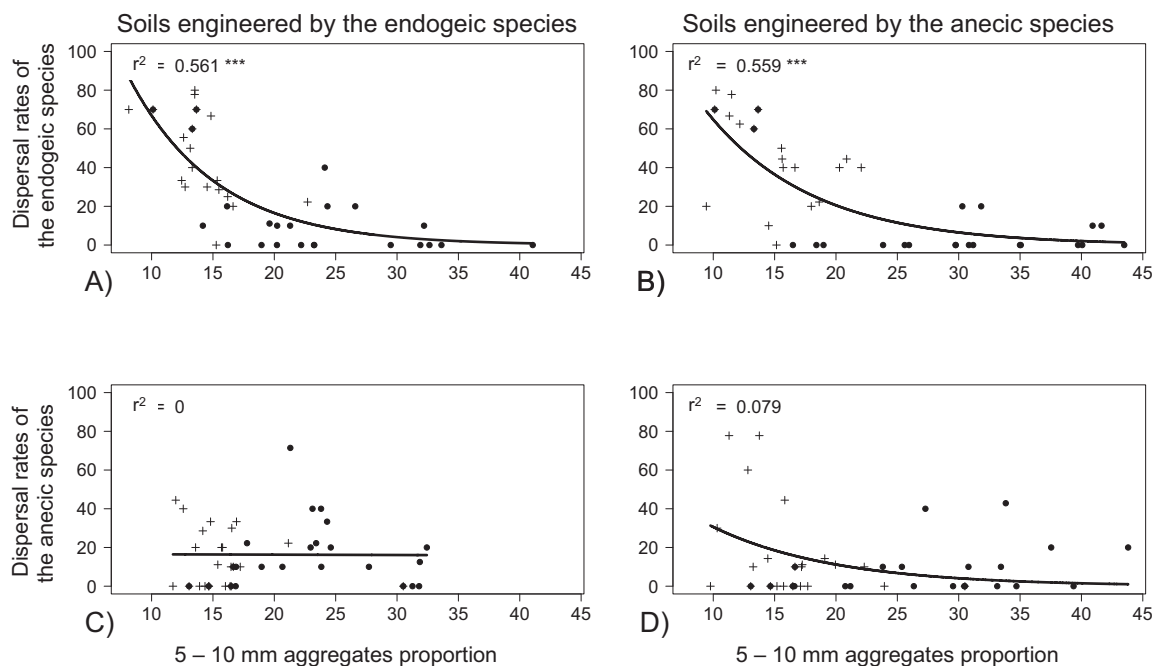 Soils engineered by the endogeic species
Soils engineered by the anecic species
Dispersal rates of
the endogeic species
100
80
60
40
20
0
r² = 0.561 ***
10 15 20 25 30 35 40 45
A)
100
80
60
40
20
0
r² = 0.559 ***
10 15 20 25 30 35 40 45
B)
Dispersal rates of
the anecic species
100
80
60
40
20
0
r² = 0
10 15 20 25 30 35 40 45
C)
5 – 10 mm aggregates proportion
100
80
60
40
20
0
r² = 0.079
10 15 20 25 30 35 40 45
D)
5 – 10 mm aggregates proportion